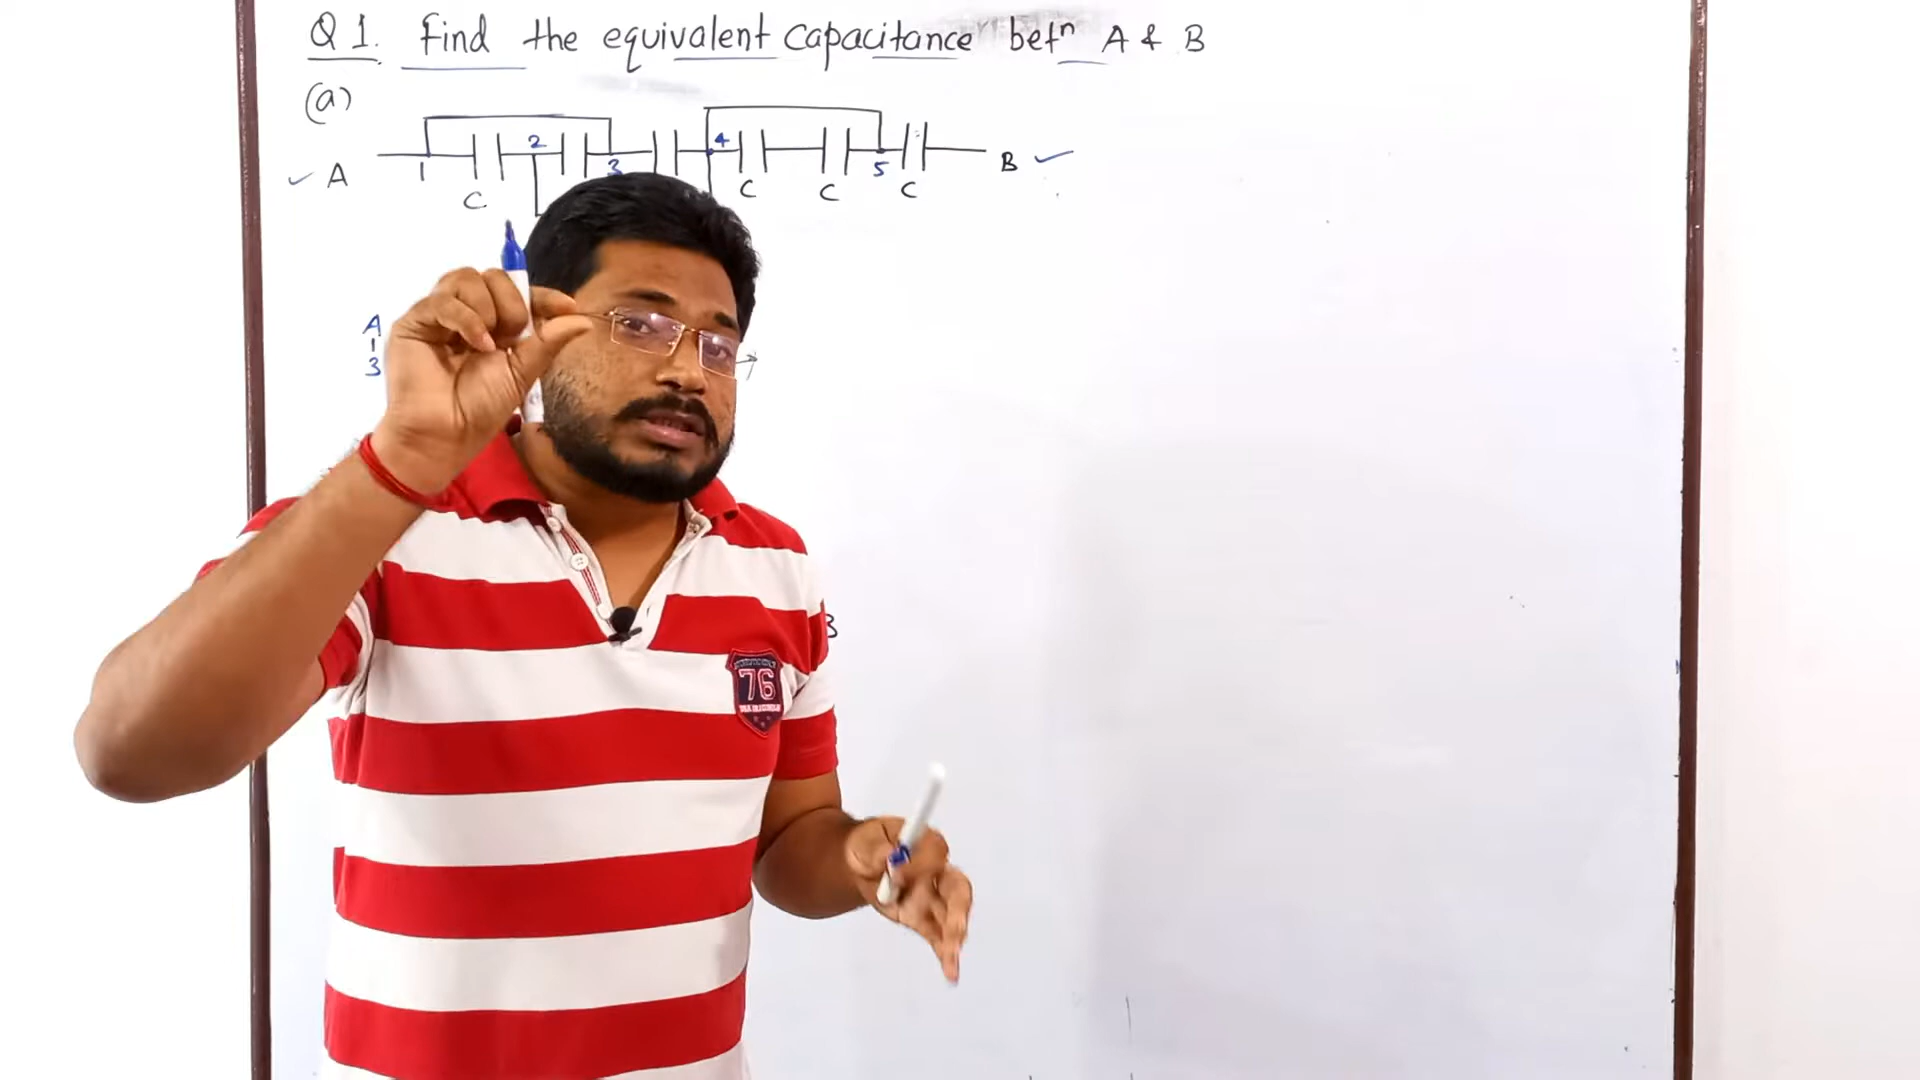 Q 1. Find the equivalent capacitance betn A & B
(a)
A 1 2 3 4 5 B
C C C C
A
1
3
B
76